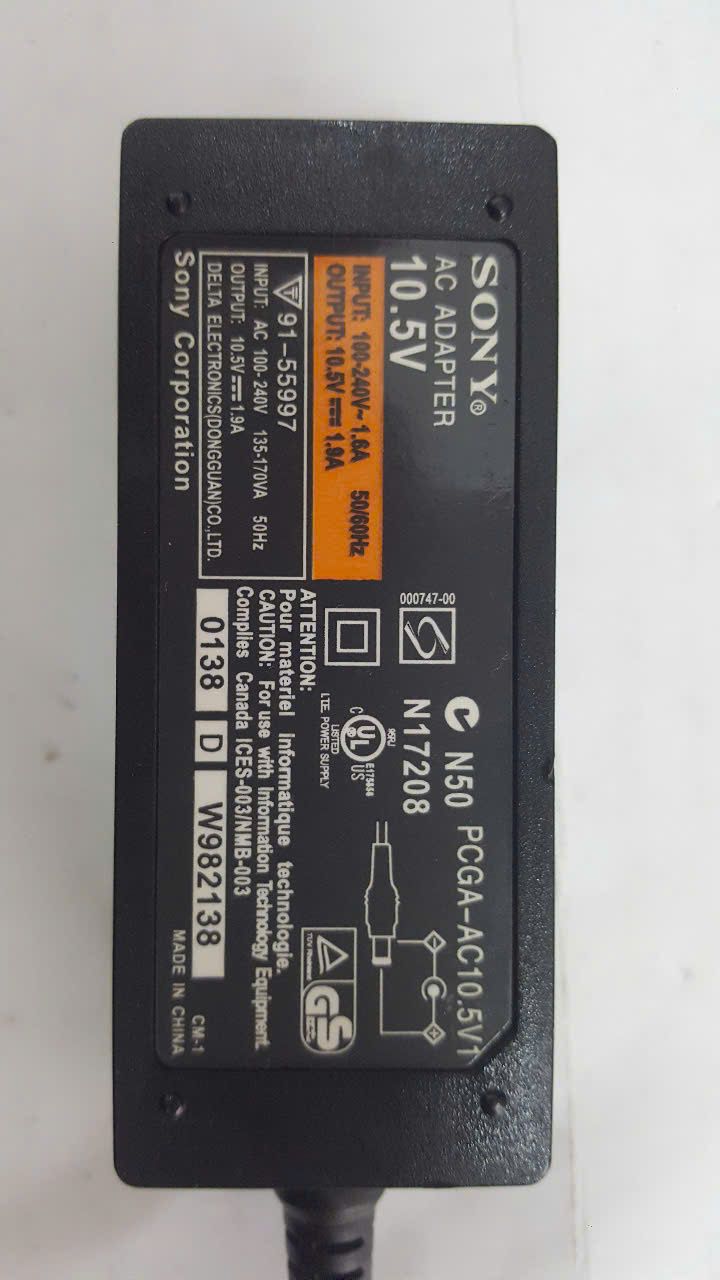 SONY®
AC ADAPTER
10.5V
INPUT: 100-240V~ 1.6A 50/60Hz
OUTPUT: 10.5V 1.9A
91-55997
INPUT: AC 100-240V 135-170VA 50Hz
OUTPUT: 10.5V 1.9A
DELTA ELECTRONICS(DONGGUAN)CO.,LTD.
Sony Corporation
000747-00
N50
N17208
PCGA-AC10.5V1
C UL US
LISTED
I.T.E. POWER SUPPLY
GS
ATTENTION:
Pour materiel Informatique technologie.
CAUTION: For use with Information Technology Equipment.
Complies Canada ICES-003/NMB-003
0138 D W982138
CM-1
MADE IN CHINA